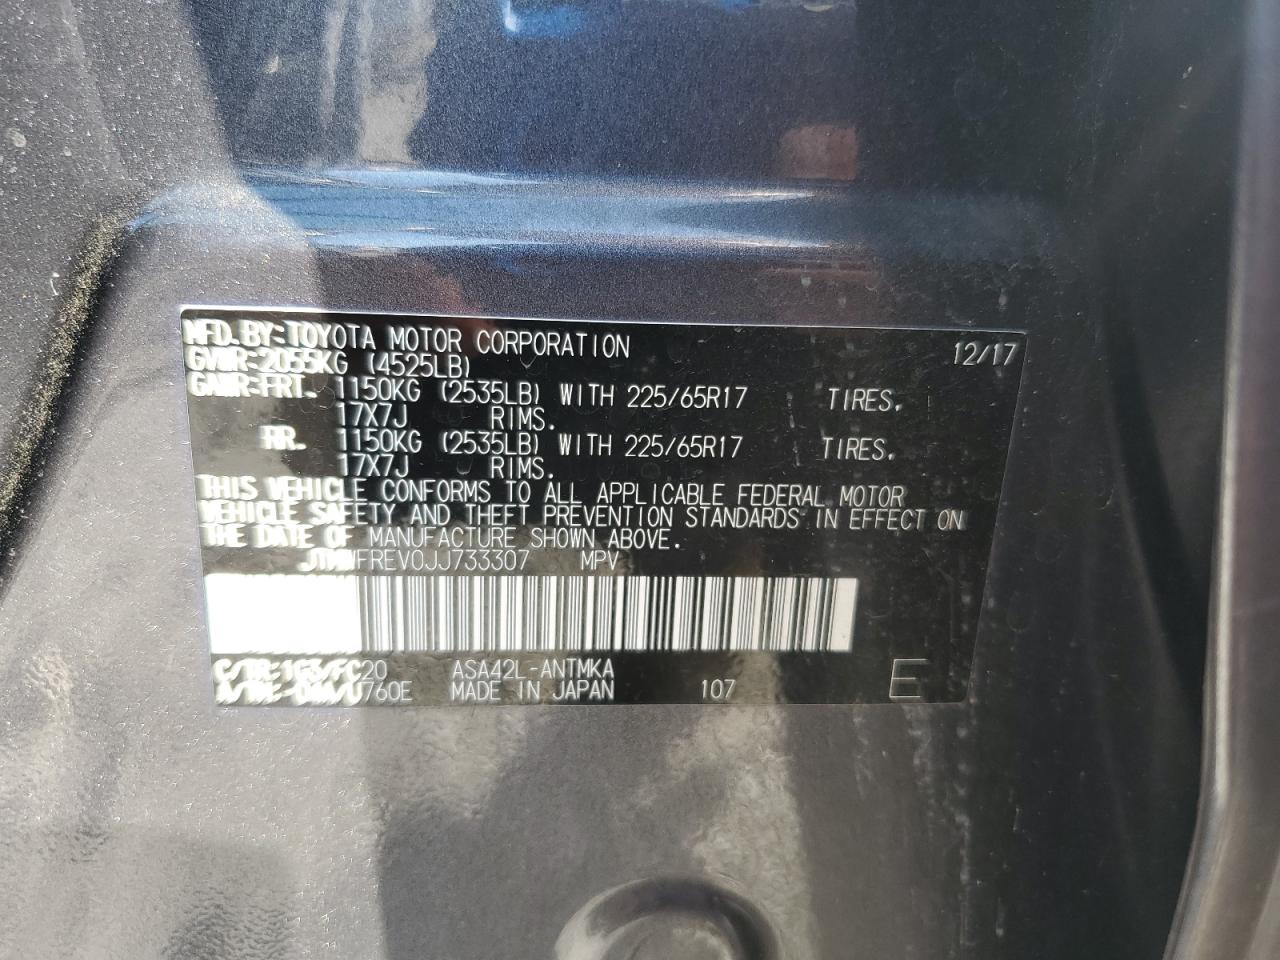 MFD.BY:TOYOTA MOTOR CORPORATION 12/17
GVWR-2055KG (4525LB)
GAWR-FRT. 1150KG (2535LB) WITH 225/65R17 TIRES.
17X7J RIMS.
RR. 1150KG (2535LB) WITH 225/65R17 TIRES.
17X7J RIMS.
THIS VEHICLE CONFORMS TO ALL APPLICABLE FEDERAL MOTOR
VEHICLE SAFETY AND THEFT PREVENTION STANDARDS IN EFFECT ON
THE DATE OF MANUFACTURE SHOWN ABOVE.
MPV
C/TR:1G3/FC20 ASA42L-ANTMKA
MADE IN JAPAN 107 E